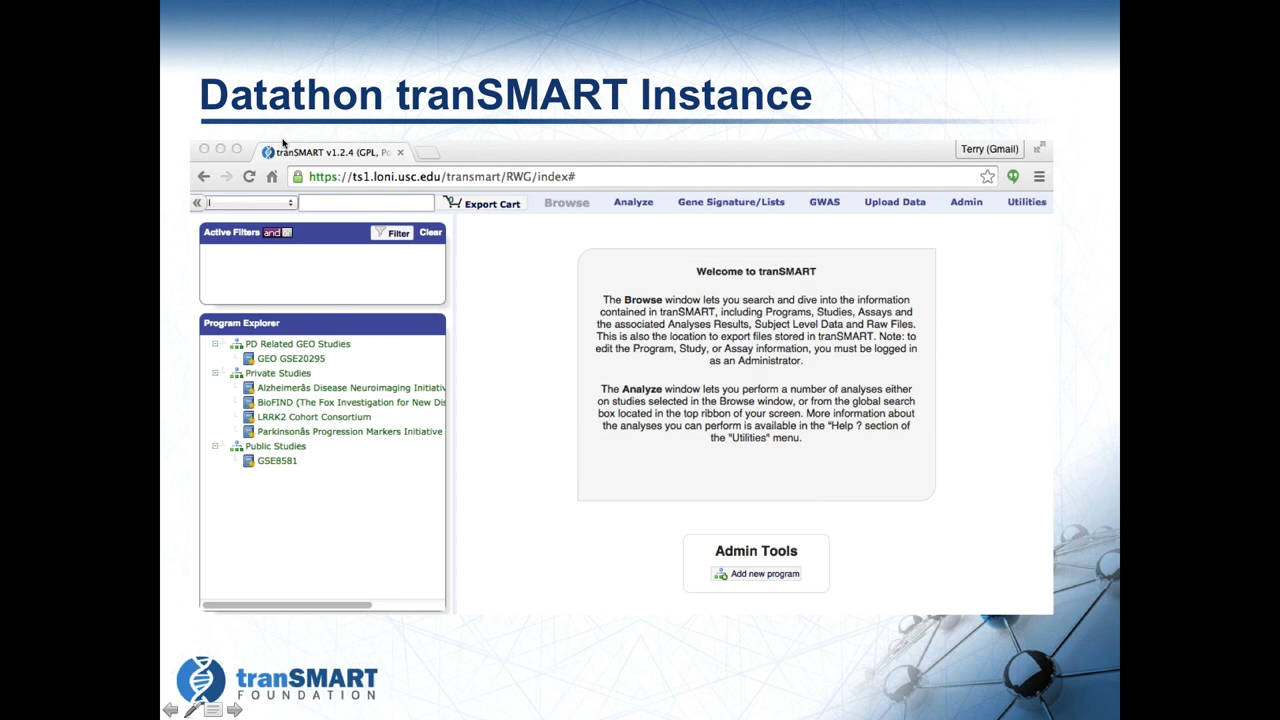 Datathon tranSMART Instance
tranSMART v1.2.4 (GPL, Po
Terry (Gmail)
https://ts1.loni.usc.edu/transmart/RWG/index#
Export Cart Browse Analyze Gene Signature/Lists GWAS Upload Data Admin Utilities
Active Filters and or Filter Clear
Program Explorer
PD Related GEO Studies
GEO GSE20295
Private Studies
Alzheimerâs Disease Neuroimaging Initiativ
BioFIND (The Fox Investigation for New Dis
LRRK2 Cohort Consortium
Parkinsonâs Progression Markers Initiative
Public Studies
GSE8581
Welcome to tranSMART
The Browse window lets you search and dive into the information
contained in tranSMART, including Programs, Studies, Assays and
the associated Analyses Results, Subject Level Data and Raw Files.
This is also the location to export files stored in tranSMART. Note: to
edit the Program, Study, or Assay information, you must be logged in
as an Administrator.
The Analyze window lets you perform a number of analyses either
on studies selected in the Browse window, or from the global search
box located in the top ribbon of your screen. More information about
the analyses you can perform is available in the "Help ? section of
the "Utilities" menu.
Admin Tools
Add new program
tranSMART
FOUNDATION